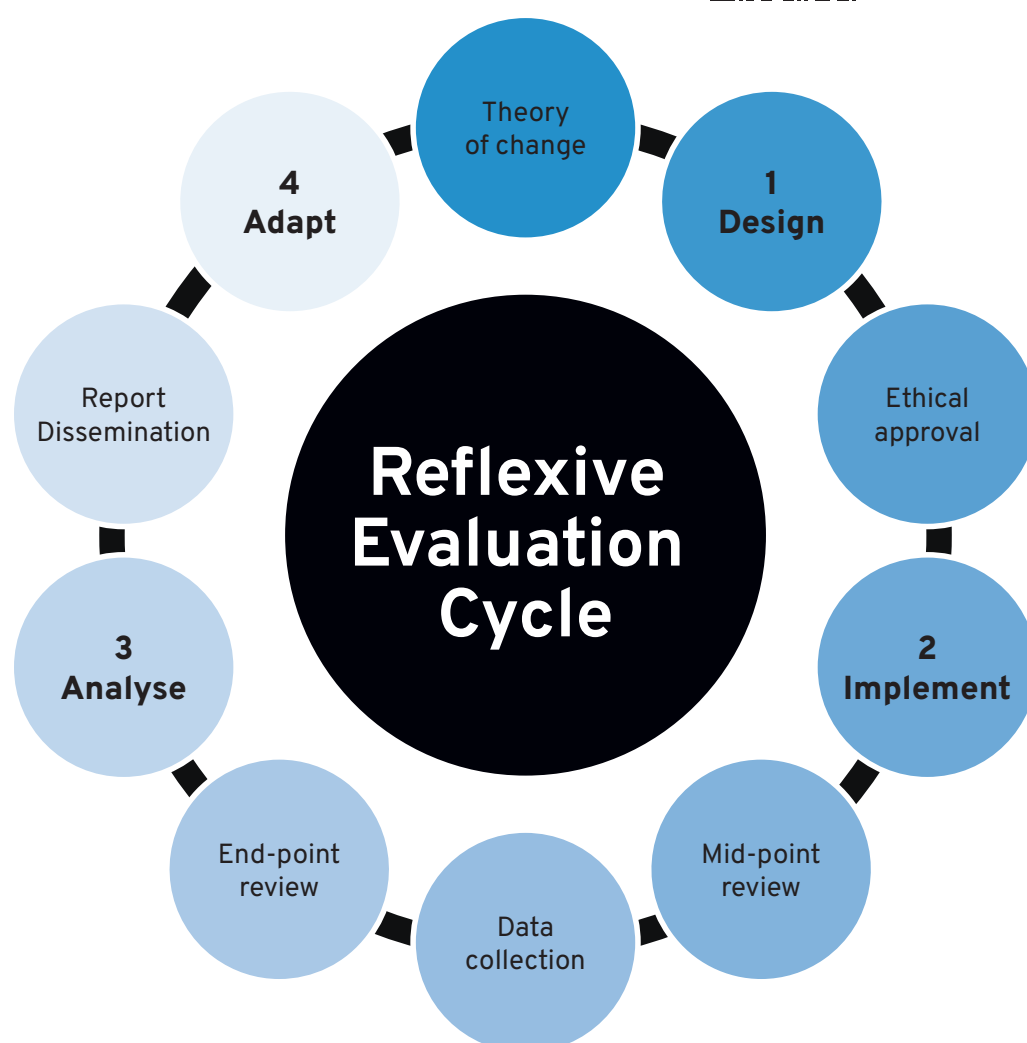 Theory
of change
1
Design
Ethical
approval
2
Implement
Mid-point
review
Data
collection
End-point
review
3
Analyse
Report
Dissemination
4
Adapt
Reflexive
Evaluation
Cycle